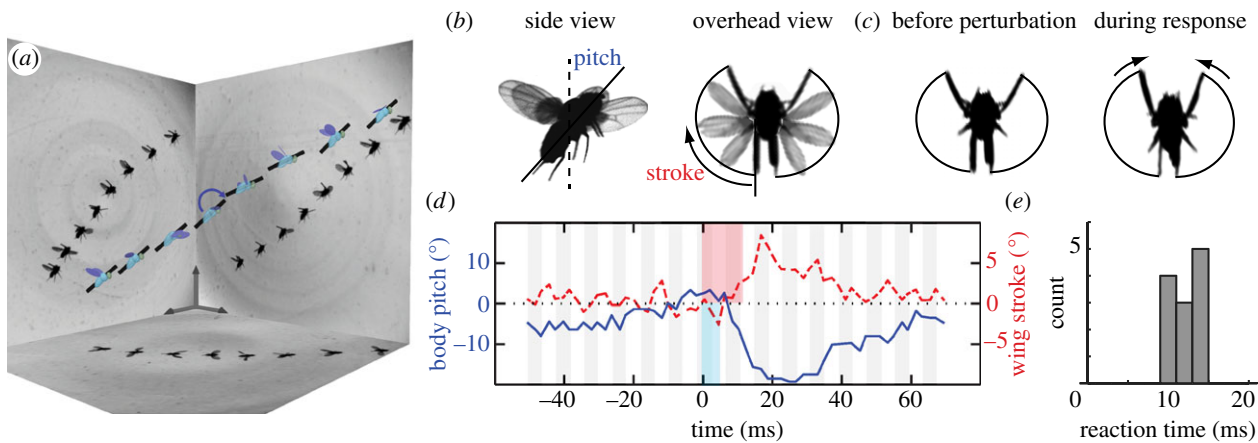 (a)
(b) side view overhead view (c) before perturbation during response
pitch
stroke
(d) (e)
body pitch (°)
10
0
−10
−40 −20 0 20 40 60
time (ms)
5
0
−5
wing stroke (°)
count
5
0
0 10 20
reaction time (ms)